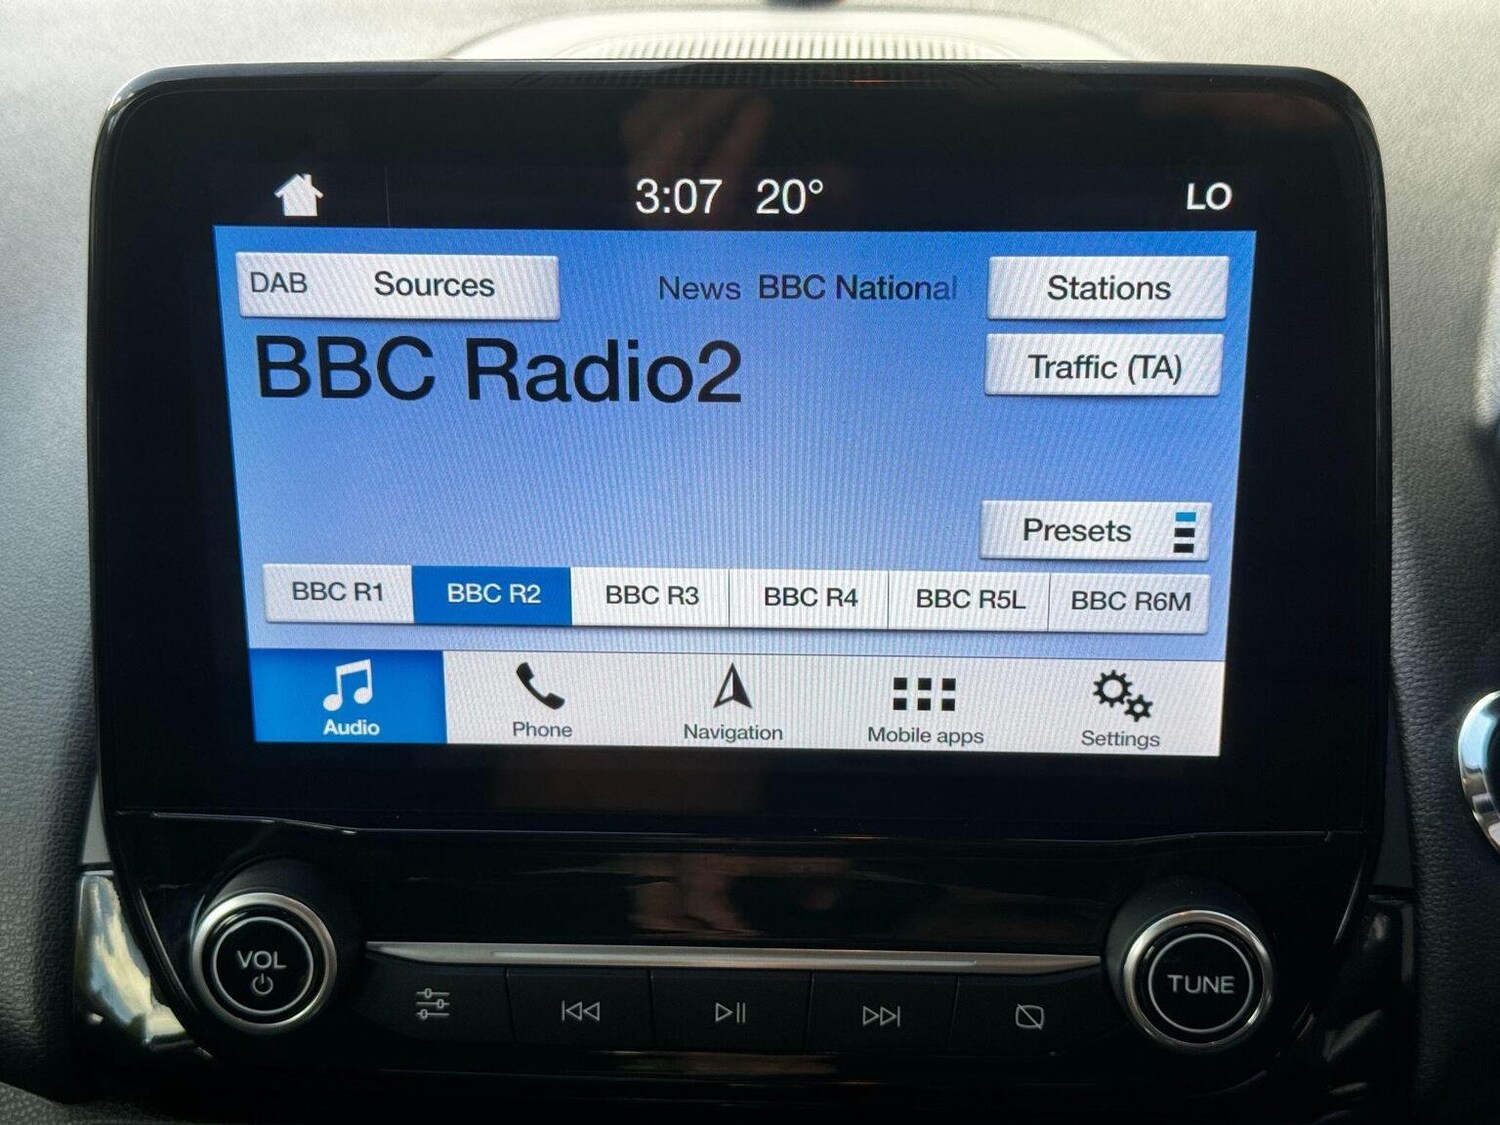 3:07 20° LO
DAB Sources News BBC National Stations
BBC Radio2 Traffic (TA)
Presets
BBC R1 BBC R2 BBC R3 BBC R4 BBC R5L BBC R6M
Audio Phone Navigation Mobile apps Settings
VOL TUNE